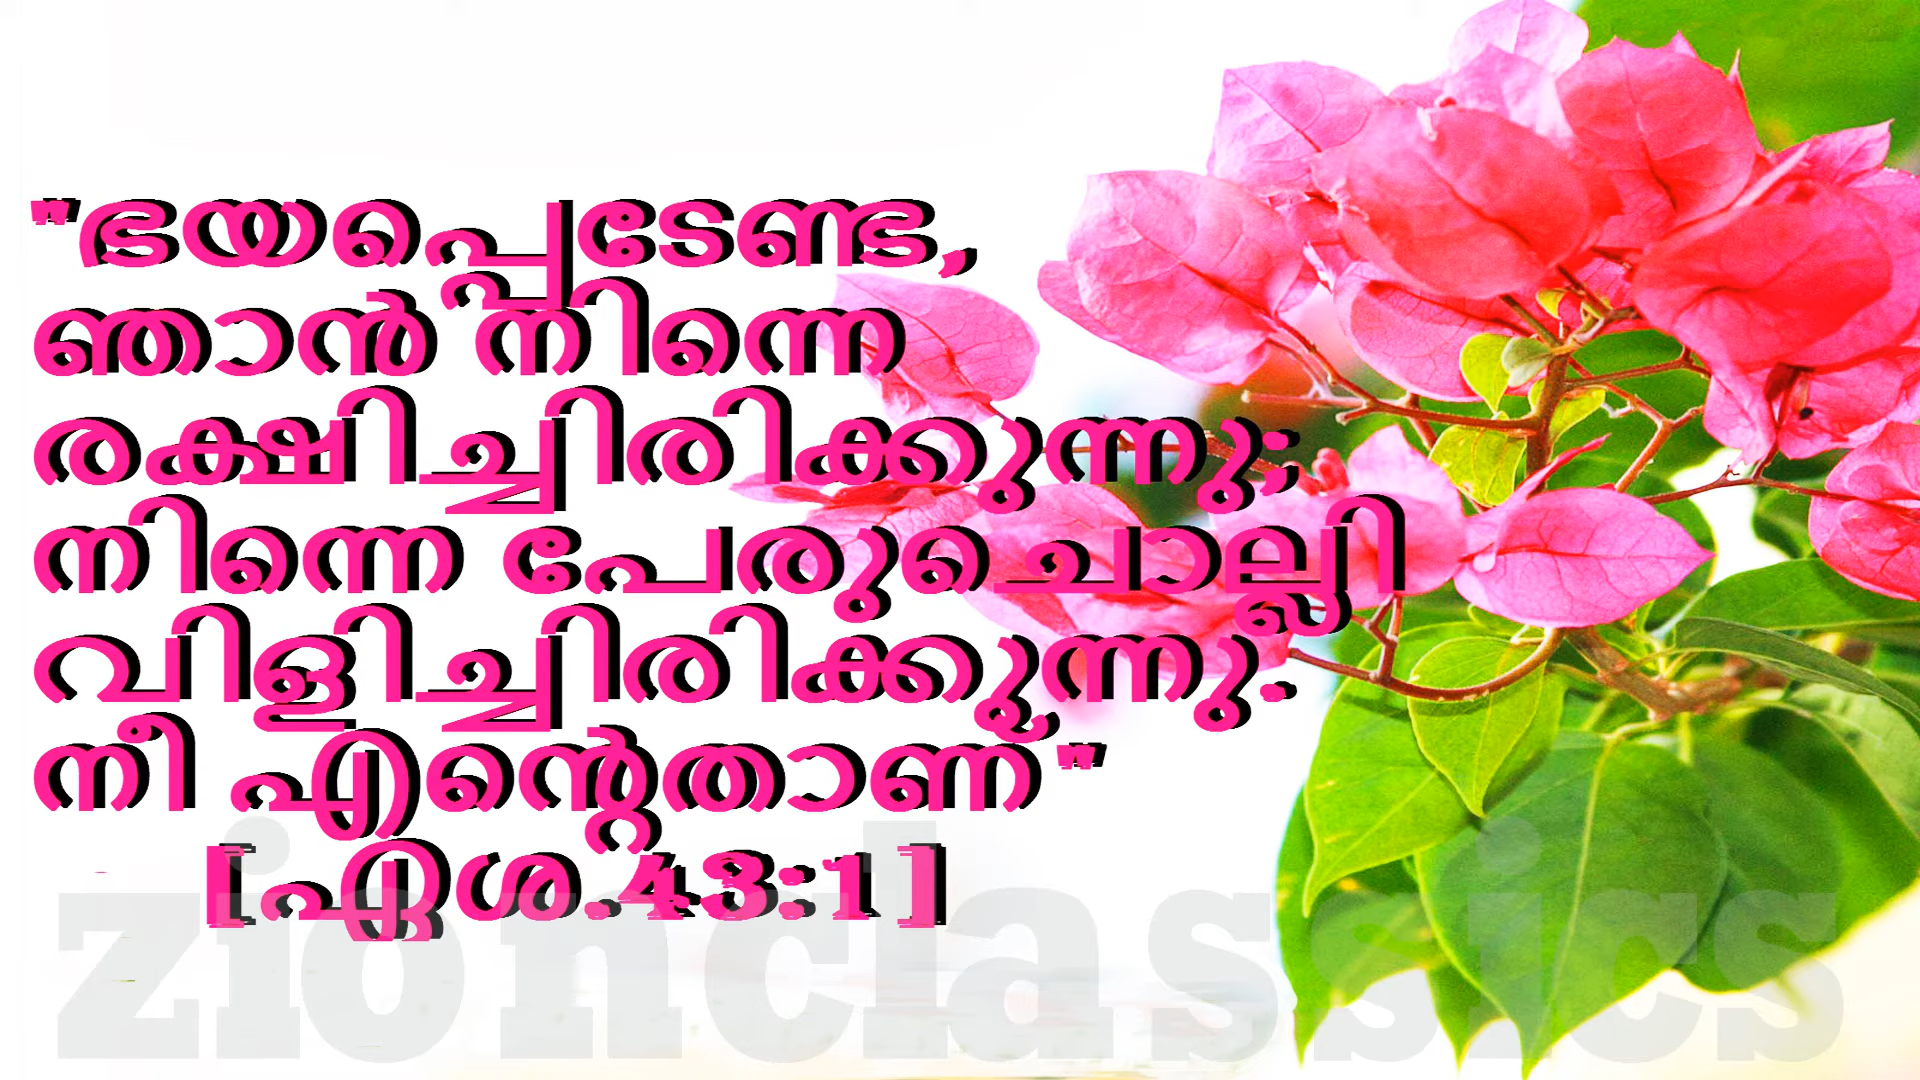 "ഭയപ്പെടേണ്ട,
ഞാൻ നിന്നെ
രക്ഷിച്ചിരിക്കുന്നു;
നിന്നെ പേരുചൊല്ലി
വിളിച്ചിരിക്കുന്നു.
നീ എന്റെതാണ്"
[ഏശ.43:1]
zionclassics